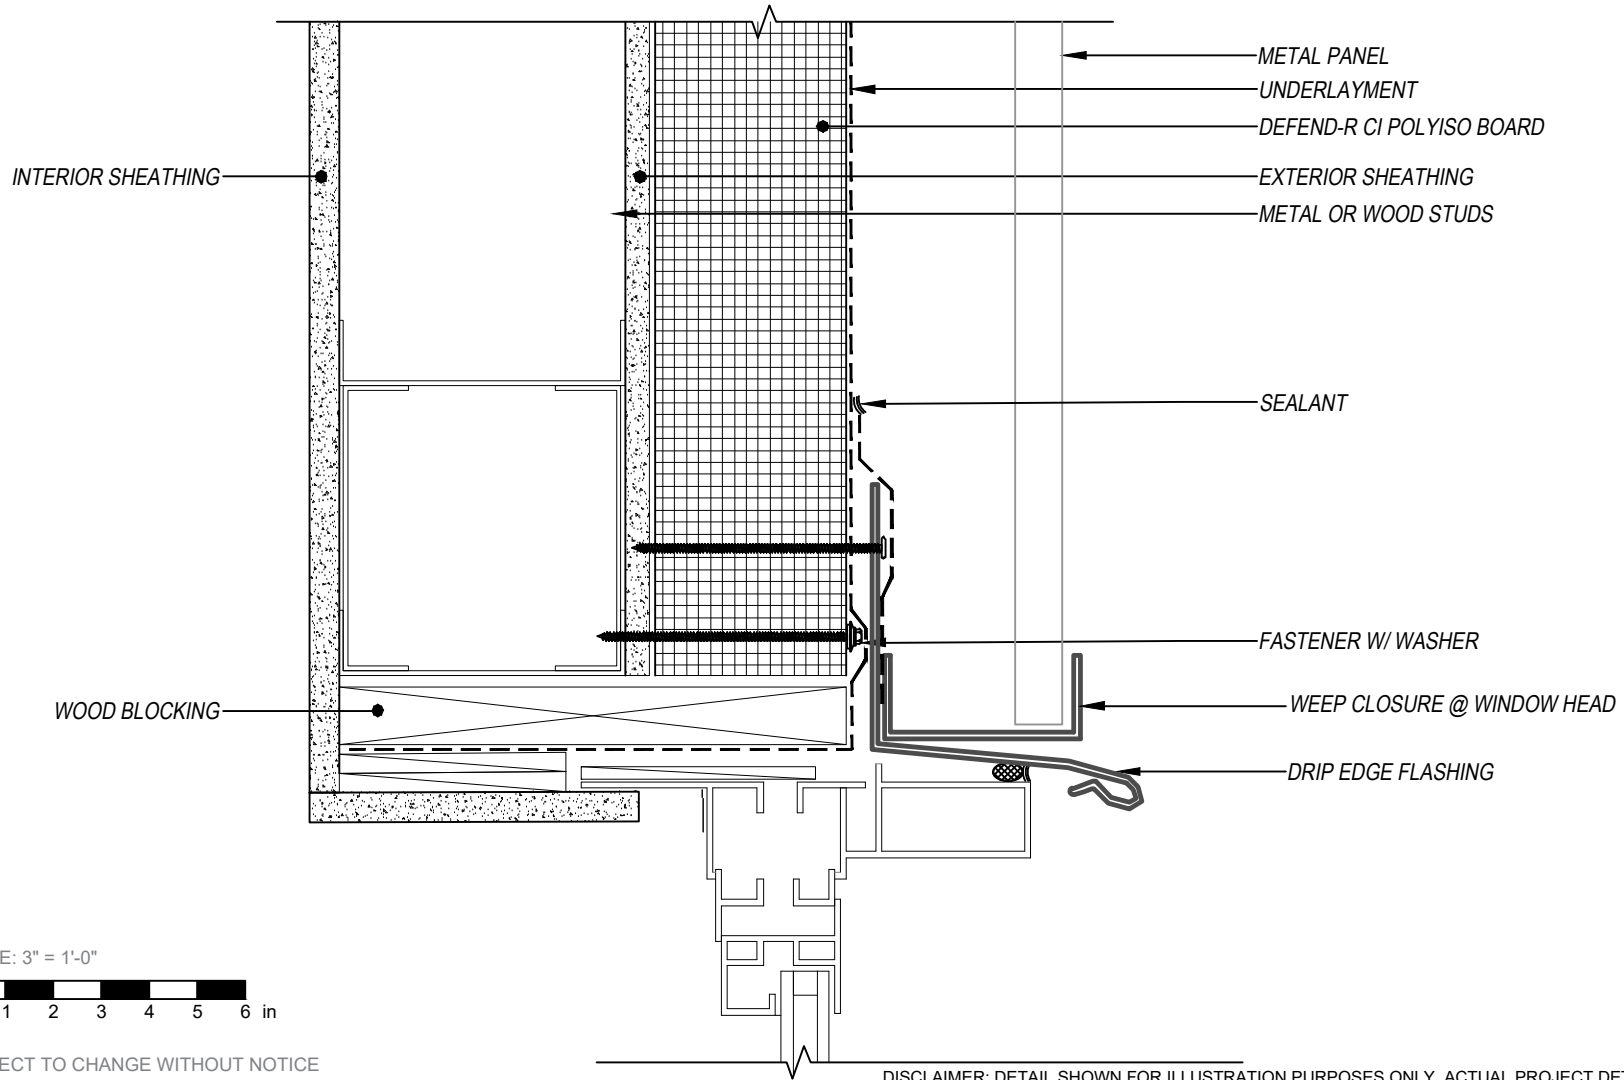 METAL PANEL
UNDERLAYMENT
DEFEND-R CI POLYISO BOARD
INTERIOR SHEATHING
EXTERIOR SHEATHING
METAL OR WOOD STUDS
SEALANT
FASTENER W/ WASHER
WEEP CLOSURE @ WINDOW HEAD
WOOD BLOCKING
DRIP EDGE FLASHING
E: 3" = 1'-0"
1 2 3 4 5 6 in
ECT TO CHANGE WITHOUT NOTICE
DISCLAIMER: DETAIL SHOWN FOR ILLUSTRATION PURPOSES ONLY. ACTUAL PROJECT DET